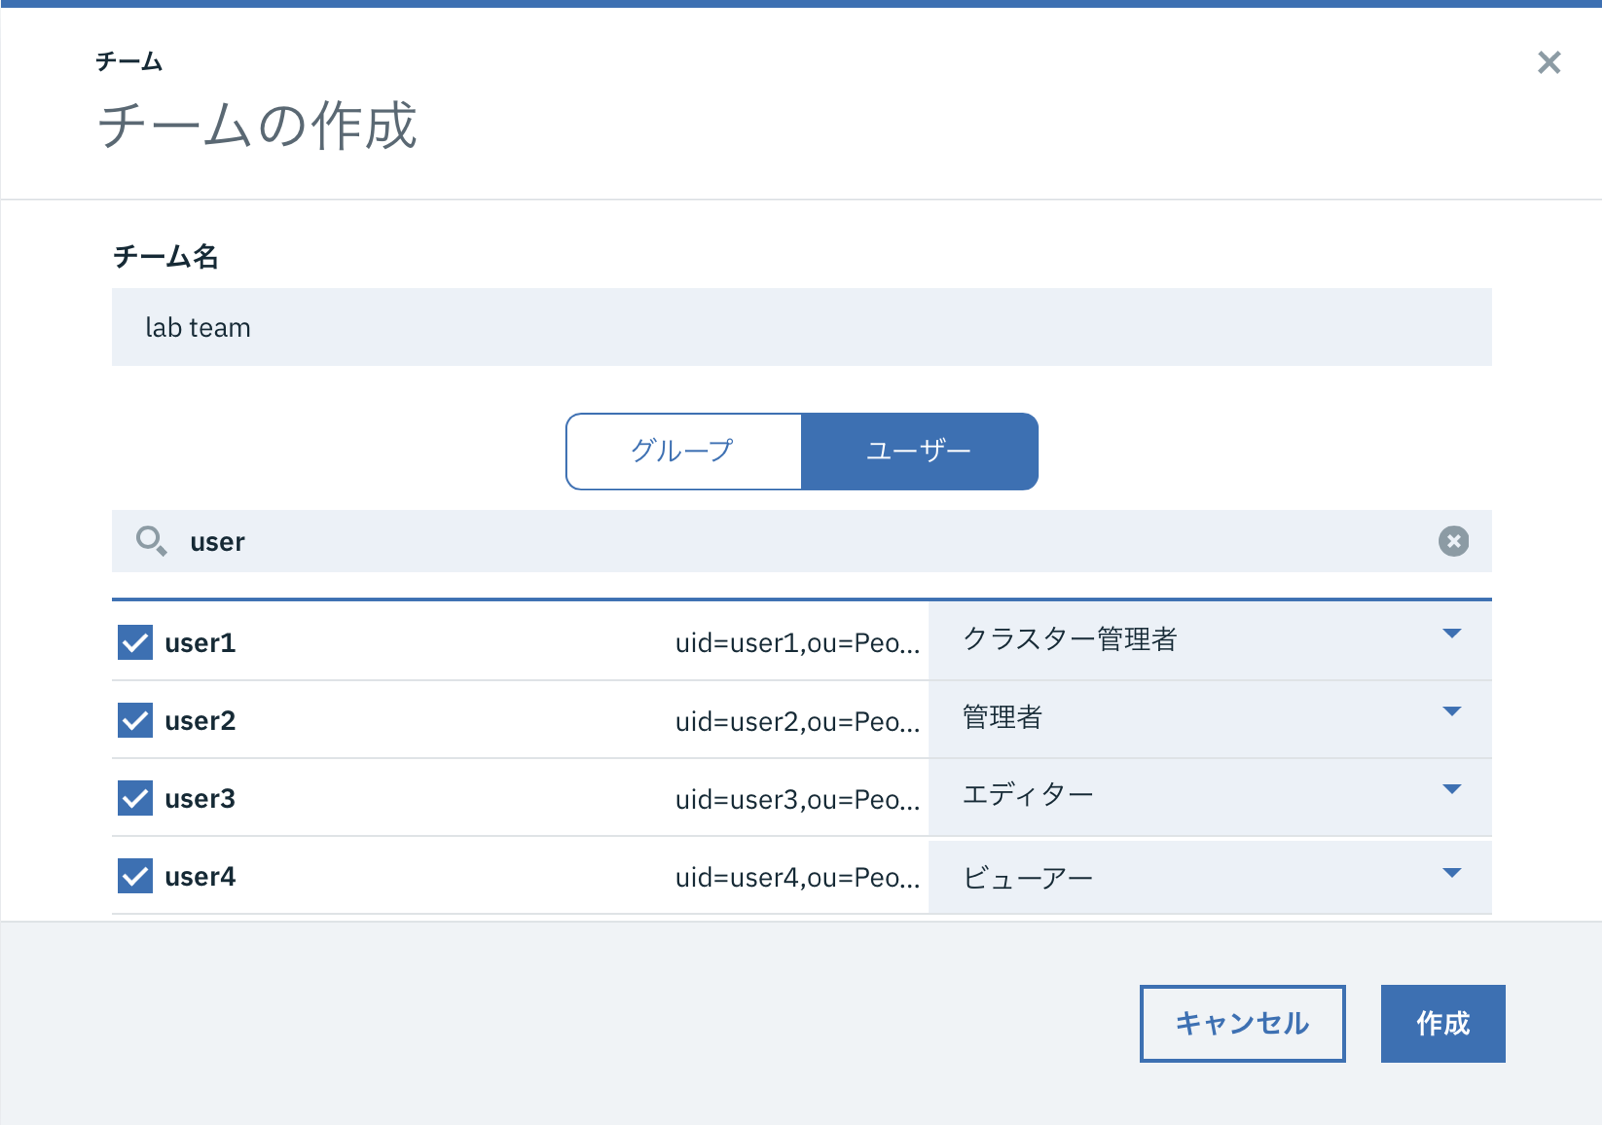 チーム
チームの作成
チーム名
lab team
グループ ユーザー
user
user1 uid=user1,ou=Peo... クラスター管理者
user2 uid=user2,ou=Peo... 管理者
user3 uid=user3,ou=Peo... エディター
user4 uid=user4,ou=Peo... ビューアー
キャンセル 作成